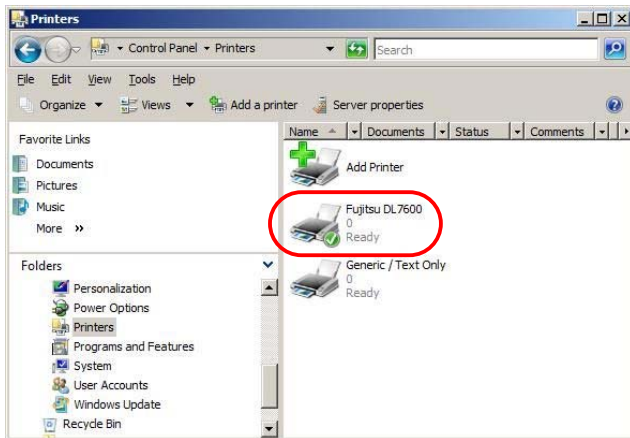 Printers
Control Panel Printers Search
File Edit View Tools Help
Organize Views Add a printer Server properties
Favorite Links
Documents
Pictures
Music
More »
Folders
Personalization
Power Options
Printers
Programs and Features
System
User Accounts
Windows Update
Recycle Bin
Name Documents Status Comments
Add Printer
Fujitsu DL7600
0
Ready
Generic / Text Only
0
Ready